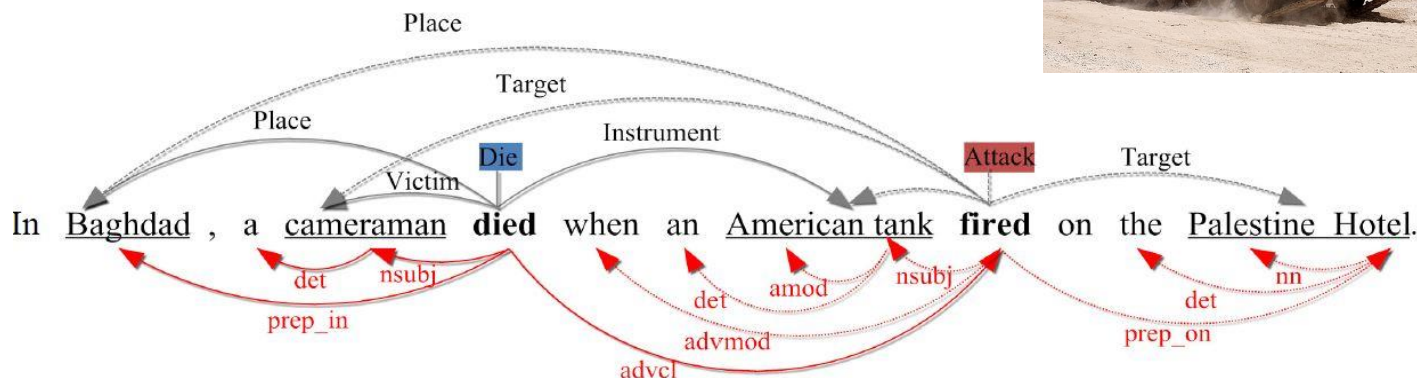 Place
Target
Place
Instrument
Die
Attack
Target
Victim
In Baghdad , a cameraman died when an American tank fired on the Palestine Hotel.
det
nsubj
prep_in
det
amod
nsubj
advmod
advcl
nn
det
prep_on